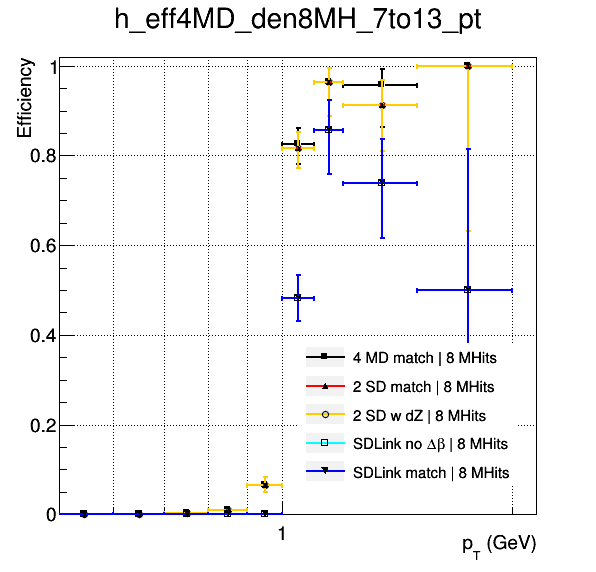 h_eff4MD_den8MH_7to13_pt
Efficiency
1
0.8
0.6
0.4
0.2
0
4 MD match | 8 MHits
2 SD match | 8 MHits
2 SD w dZ | 8 MHits
SDLink no Δβ | 8 MHits
SDLink match | 8 MHits
1
p_T (GeV)